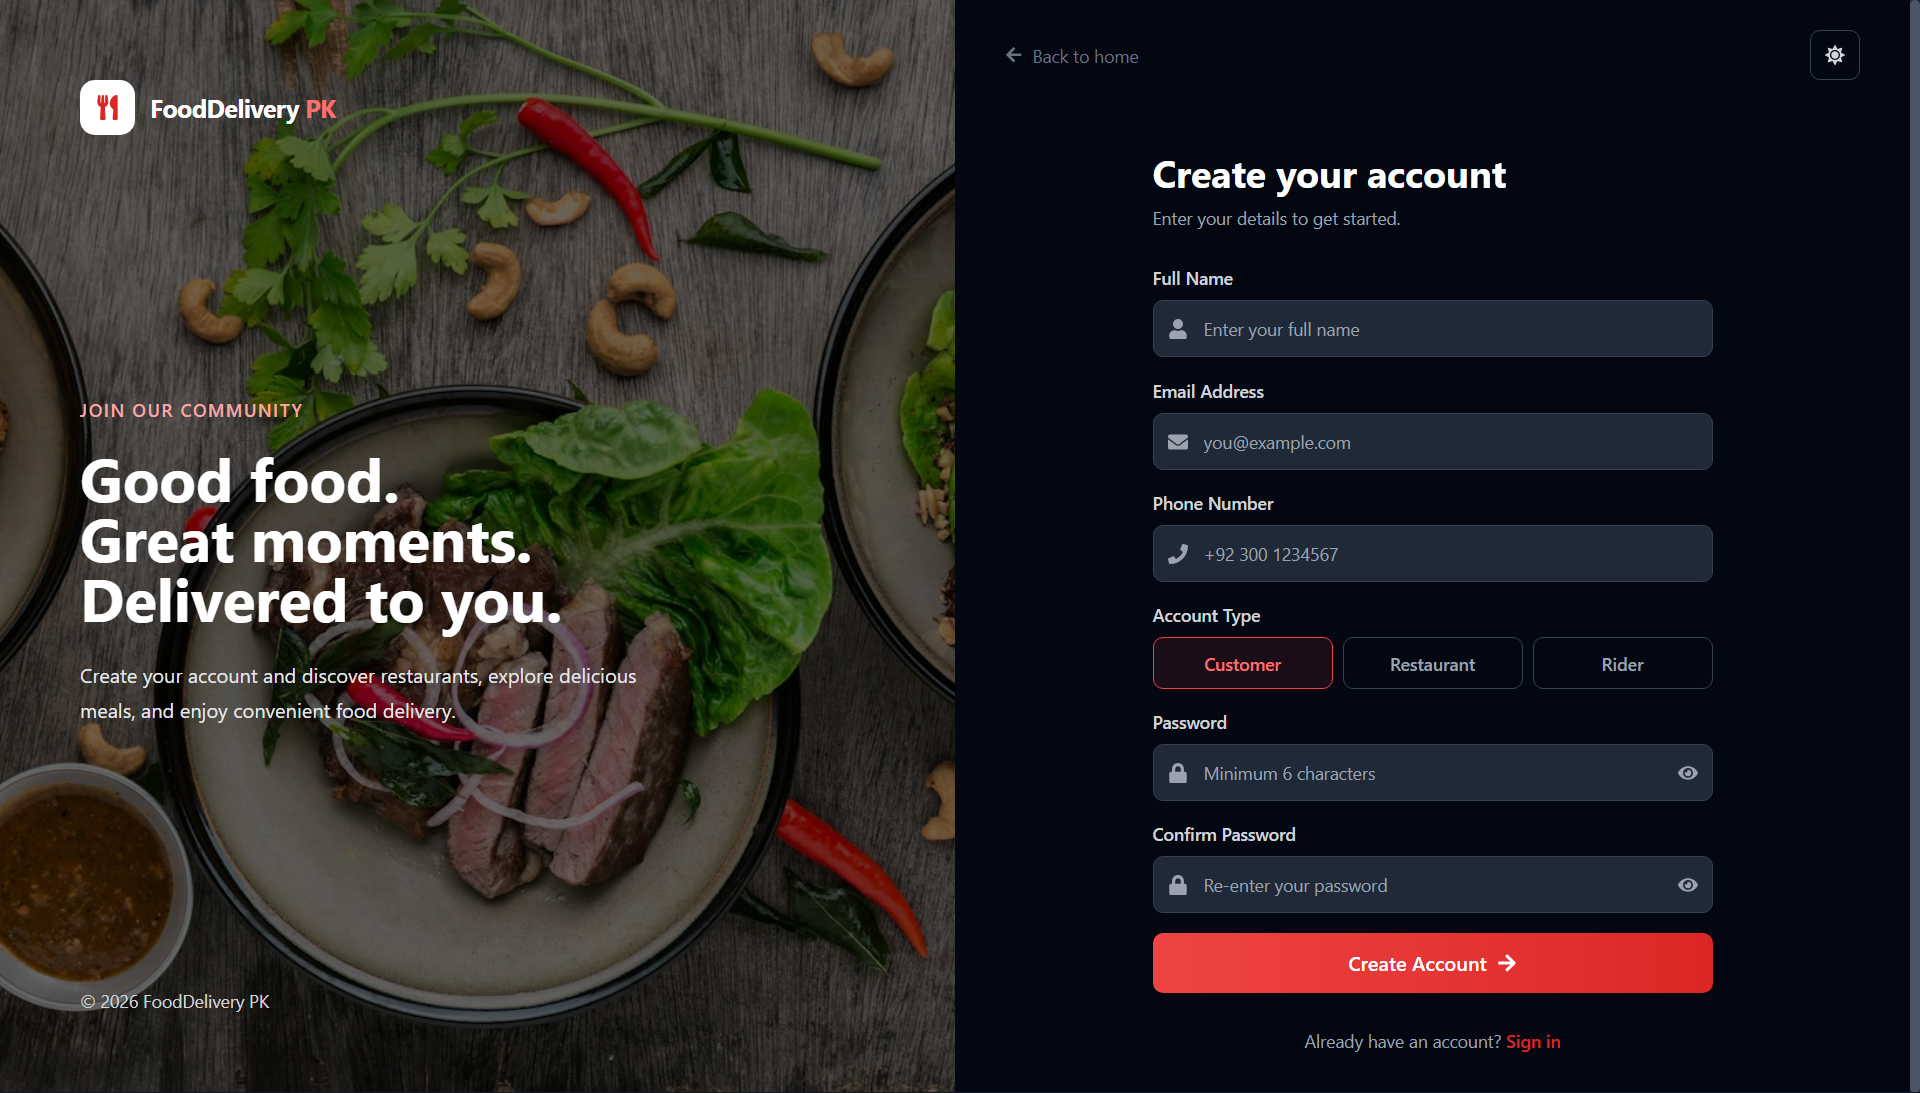 FoodDelivery PK
JOIN OUR COMMUNITY
Good food.
Great moments.
Delivered to you.
Create your account and discover restaurants, explore delicious
meals, and enjoy convenient food delivery.
© 2026 FoodDelivery PK
Back to home
Create your account
Enter your details to get started.
Full Name
Enter your full name
Email Address
you@example.com
Phone Number
+92 300 1234567
Account Type
Customer Restaurant Rider
Password
Minimum 6 characters
Confirm Password
Re-enter your password
Create Account
Already have an account? Sign in